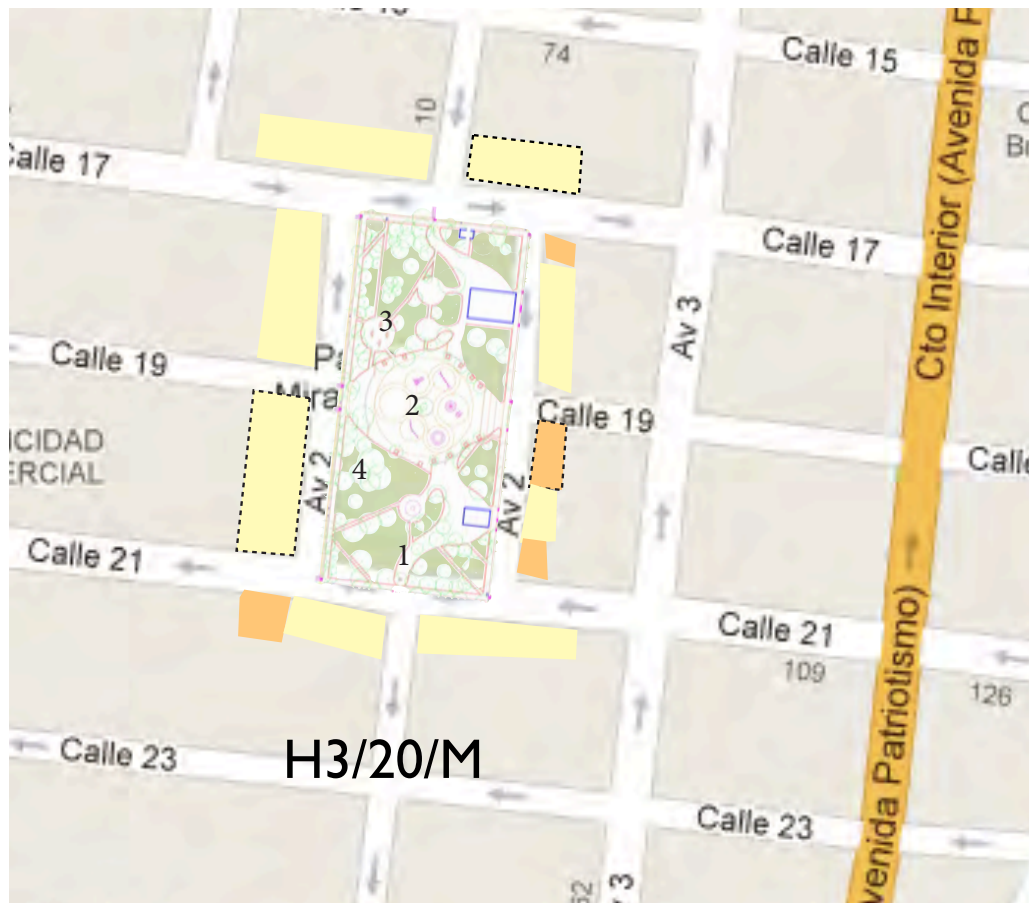 74
Calle 15
10
Calle 17
Calle 17
Cto Interior (Avenida
Av 3
3
Calle 19
2
Calle 19
Av 2
4
Av 2
1
Calle 21
Calle 21
109
126
Avenida Patriotismo)
H3/20/M
Calle 23
Calle 23